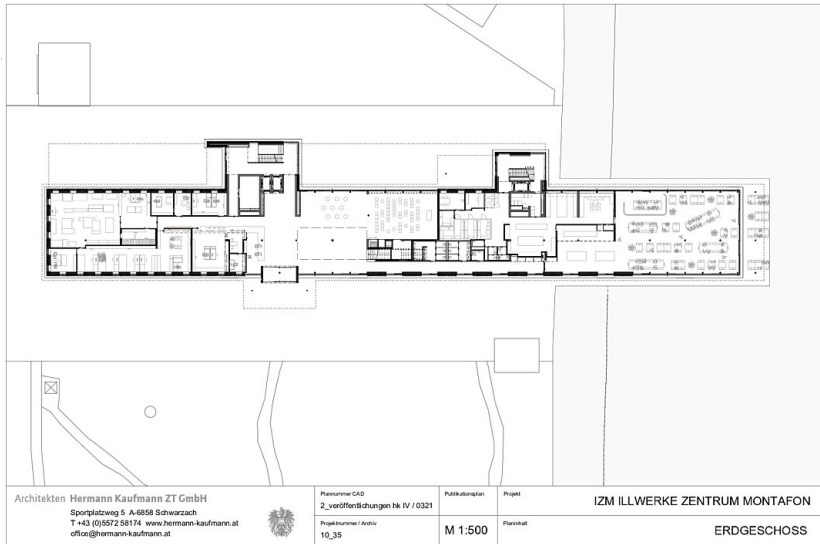 Architekten Hermann Kaufmann ZT GmbH
Sportplatzweg 5 A-6858 Schwarzach
T +43 (0)5572 58174 www.hermann-kaufmann.at
office@hermann-kaufmann.at
Plannummer CAD
2_veröffentlichungen hk IV / 0321
Projektnummer / Archiv
10_35
Publikationsplan
M 1:500
Projekt
IZM ILLWERKE ZENTRUM MONTAFON
Planinhalt
ERDGESCHOSS